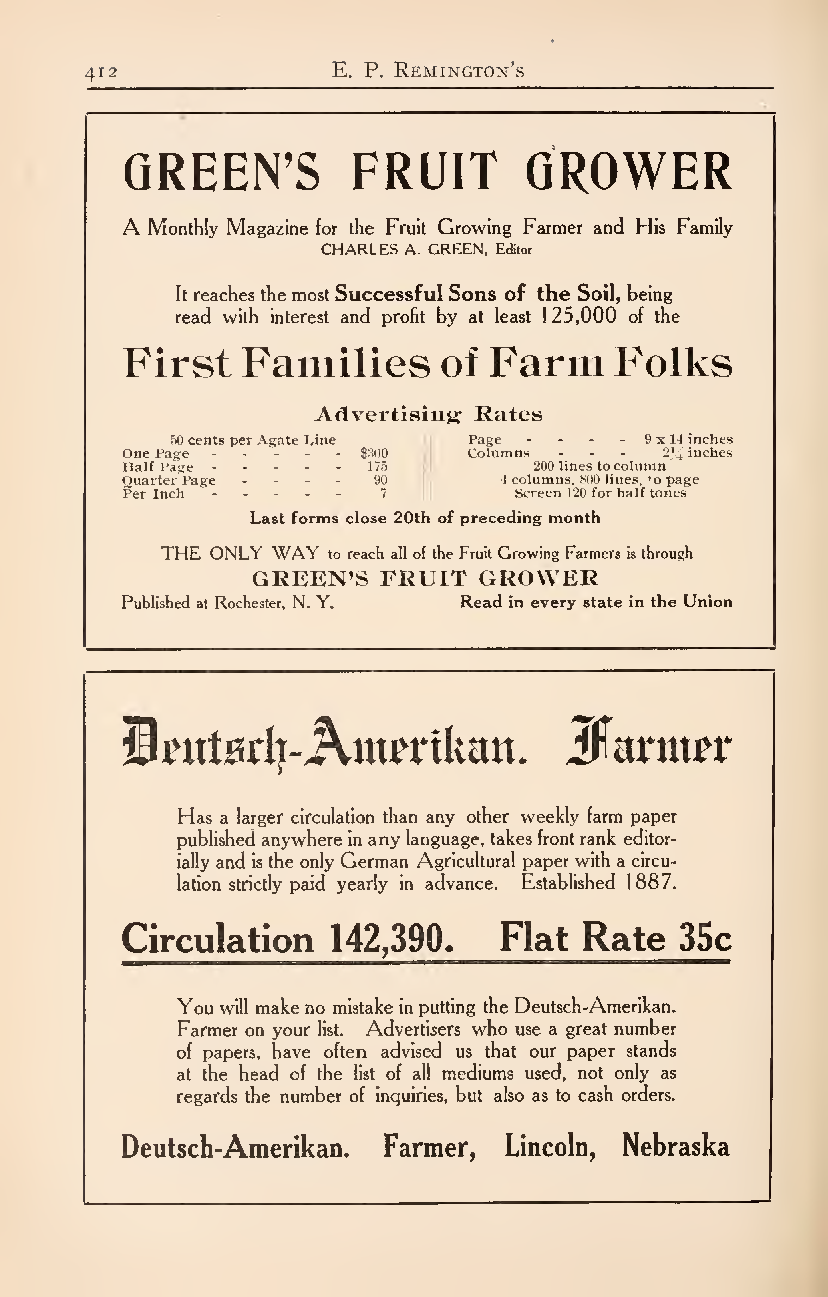 412
E. P. Remington's
GREEN'S FRUIT GROWER
A Monthly Magazine for the Fruit Growing Farmer and His Family
CHARLES A. GREEN, Editor
It reaches the most Successful Sons of the Soil, being
read with interest and profit by at least 125,000 of the
First Families of Farm Folks
Advertising Rates
50 cents per Agate Line
One Page - - - - - $300
Half Page - - - - - 175
Quarter Page - - - - 90
Per Inch - - - - - 7
Page - - - - 9 x 14 inches
Columns - - - 2¼ inches
200 lines to column
4 columns, 800 lines, to page
Screen 120 for half tones
Last forms close 20th of preceding month
THE ONLY WAY to reach all of the Fruit Growing Farmers is through
GREEN'S FRUIT GROWER
Published at Rochester, N. Y. Read in every state in the Union
Deutsch-Amerikan. Farmer
Has a larger circulation than any other weekly farm paper
published anywhere in any language, takes front rank editor-
ially and is the only German Agricultural paper with a circu-
lation strictly paid yearly in advance. Established 1887.
Circulation 142,390. Flat Rate 35c
You will make no mistake in putting the Deutsch-Amerikan.
Farmer on your list. Advertisers who use a great number
of papers, have often advised us that our paper stands
at the head of the list of all mediums used, not only as
regards the number of inquiries, but also as to cash orders.
Deutsch-Amerikan. Farmer, Lincoln, Nebraska